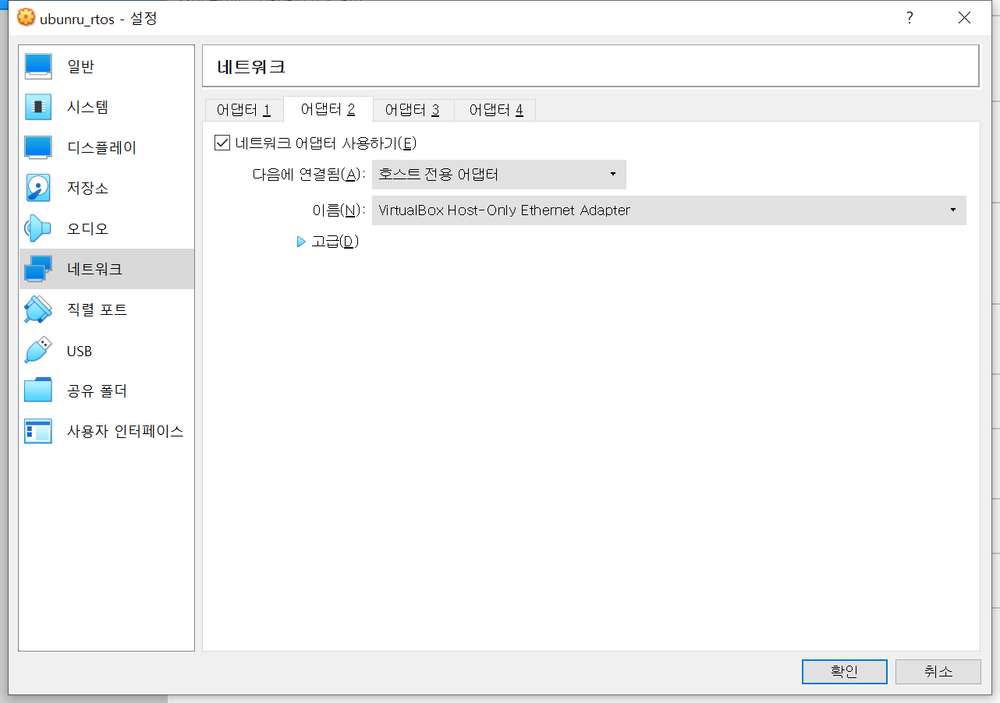 ubunru_rtos - 설정
?
일반
시스템
디스플레이
저장소
오디오
네트워크
직렬 포트
USB
공유 폴더
사용자 인터페이스
네트워크
어댑터 1 어댑터 2 어댑터 3 어댑터 4
네트워크 어댑터 사용하기(E)
다음에 연결됨(A): 호스트 전용 어댑터
이름(N): VirtualBox Host-Only Ethernet Adapter
고급(D)
확인 취소